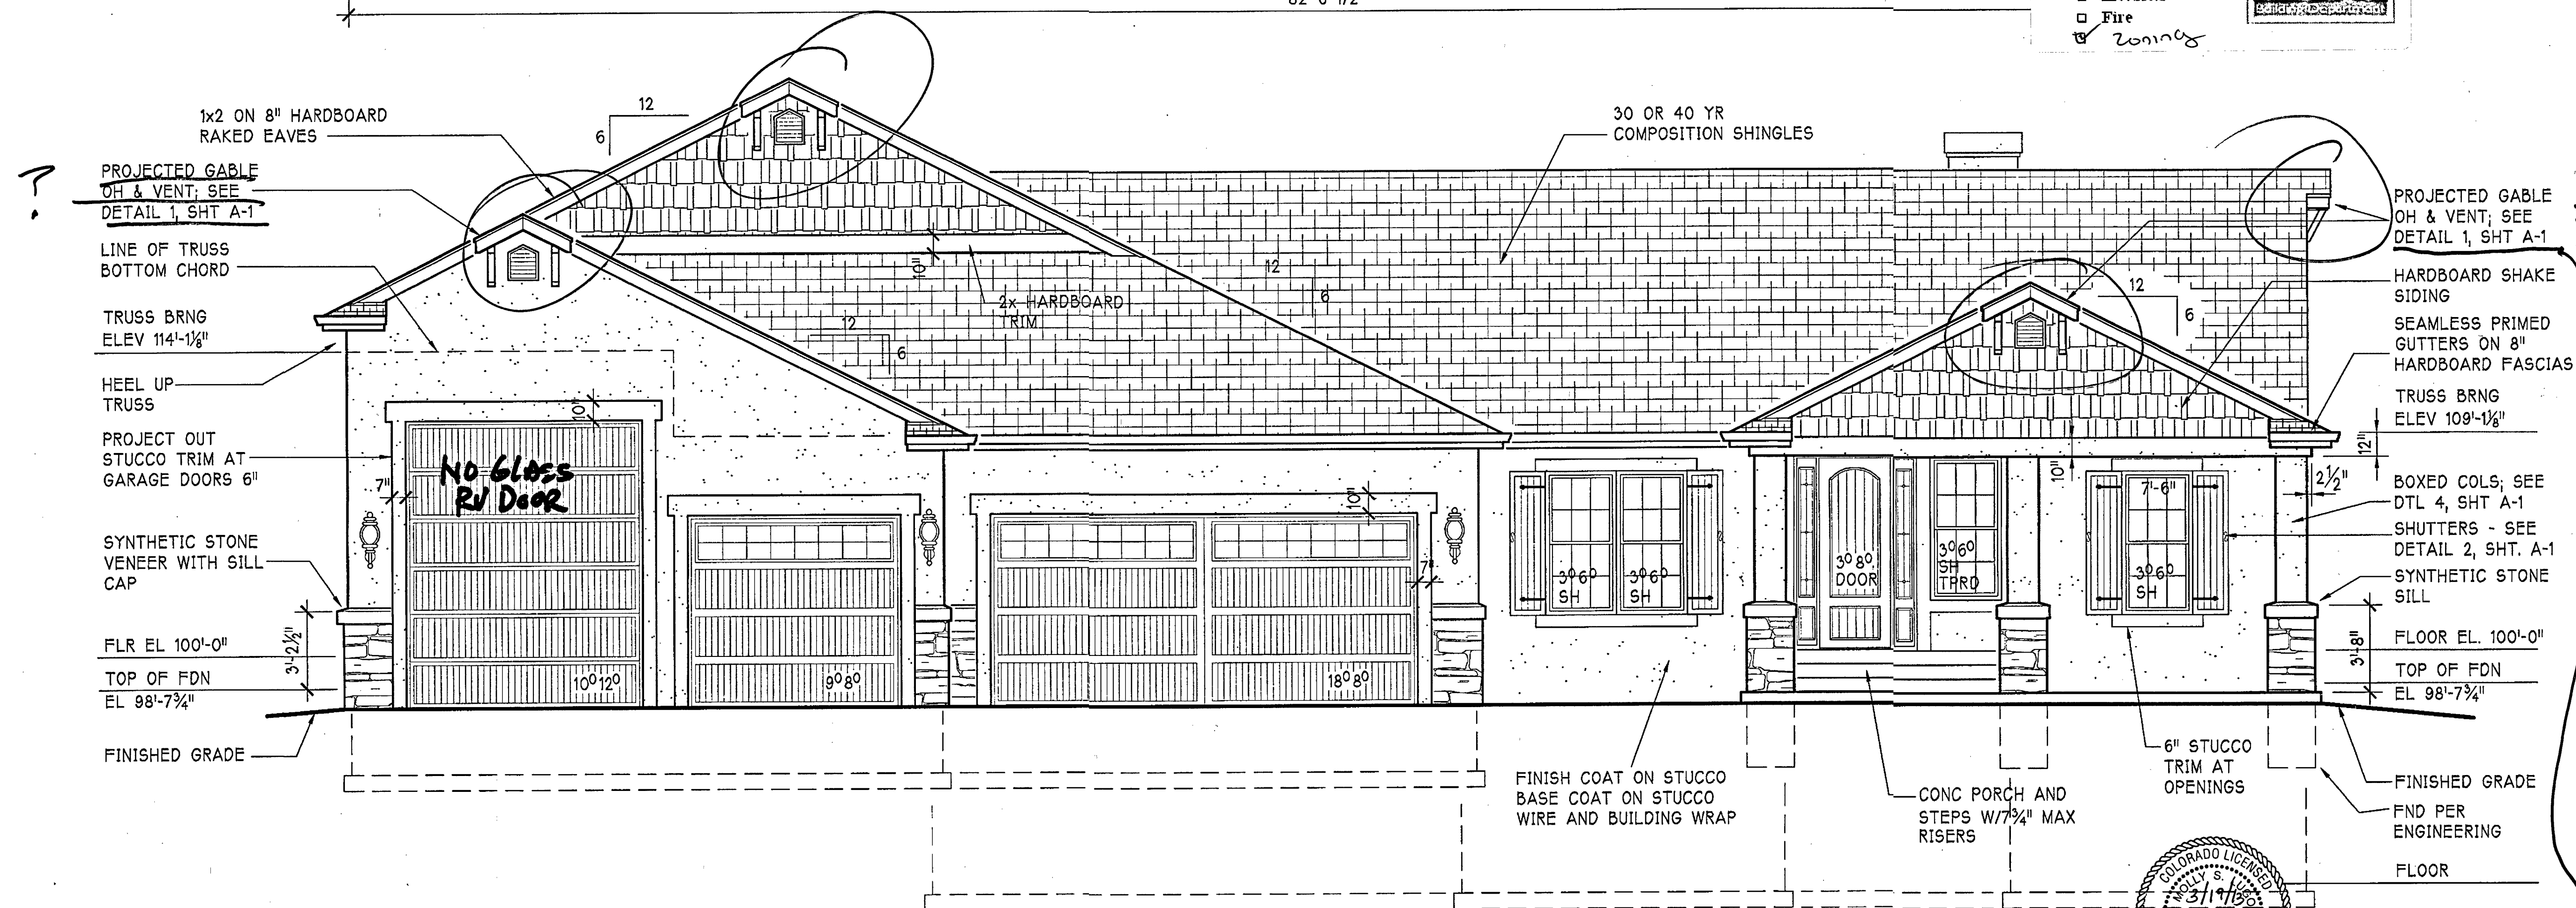 82'-6 1/2"
Fire
Zoning
1x2 ON 8" HARDBOARD
RAKED EAVES
?
PROJECTED GABLE
OH & VENT; SEE
DETAIL 1, SHT A-1
LINE OF TRUSS
BOTTOM CHORD
TRUSS BRNG
ELEV 114'-1⅛"
HEEL UP
TRUSS
PROJECT OUT
STUCCO TRIM AT
GARAGE DOORS 6"
SYNTHETIC STONE
VENEER WITH SILL
CAP
FLR EL 100'-0"
TOP OF FDN
EL 98'-7¾"
3'-2½"
FINISHED GRADE
12
6
10"
2x HARDBOARD
TRIM
12
6
12
6
10"
7"
NO GLASS
RV DOOR
10⁰12⁰
9⁰8⁰
10"
7"
18⁰8⁰
30 OR 40 YR
COMPOSITION SHINGLES
12
6
3⁰6⁰
SH
3⁰6⁰
SH
3⁰8⁰
DOOR
3⁰6⁰
SH
TPRD
10"
7'-6"
3⁰6⁰
SH
12"
2½"
3'-8"
PROJECTED GABLE
OH & VENT; SEE
DETAIL 1, SHT A-1
HARDBOARD SHAKE
SIDING
SEAMLESS PRIMED
GUTTERS ON 8"
HARDBOARD FASCIAS
TRUSS BRNG
ELEV 109'-1⅛"
BOXED COLS; SEE
DTL 4, SHT A-1
SHUTTERS - SEE
DETAIL 2, SHT. A-1
SYNTHETIC STONE
SILL
FLOOR EL. 100'-0"
TOP OF FDN
EL 98'-7¾"
FINISH COAT ON STUCCO
BASE COAT ON STUCCO
WIRE AND BUILDING WRAP
CONC PORCH AND
STEPS W/7¾" MAX
RISERS
6" STUCCO
TRIM AT
OPENINGS
FINISHED GRADE
FND PER
ENGINEERING
FLOOR
COLORADO LICENSED
MOLLY S.
3/19/13